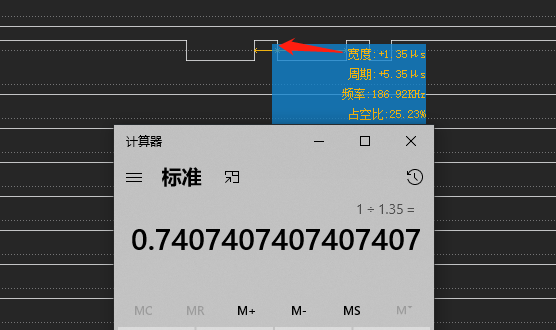 宽度:+1.35μs
周期:+5.35μs
频率:186.92KHz
占空比:25.23%
计算器
标准
1 ÷ 1.35 =
0.7407407407407407
MC MR M+ M- MS M˅